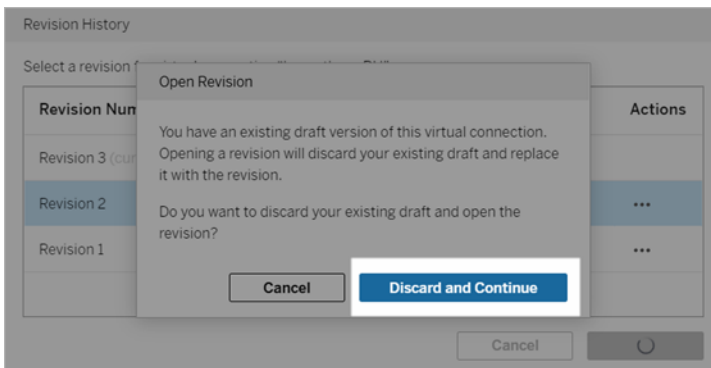 Revision History
Select a revision
Open Revision
Revision Num
Actions
You have an existing draft version of this virtual connection.
Opening a revision will discard your existing draft and replace
it with the revision.
Revision 3 (cur
Revision 2
...
Do you want to discard your existing draft and open the
revision?
Revision 1
...
Cancel
Discard and Continue
Cancel